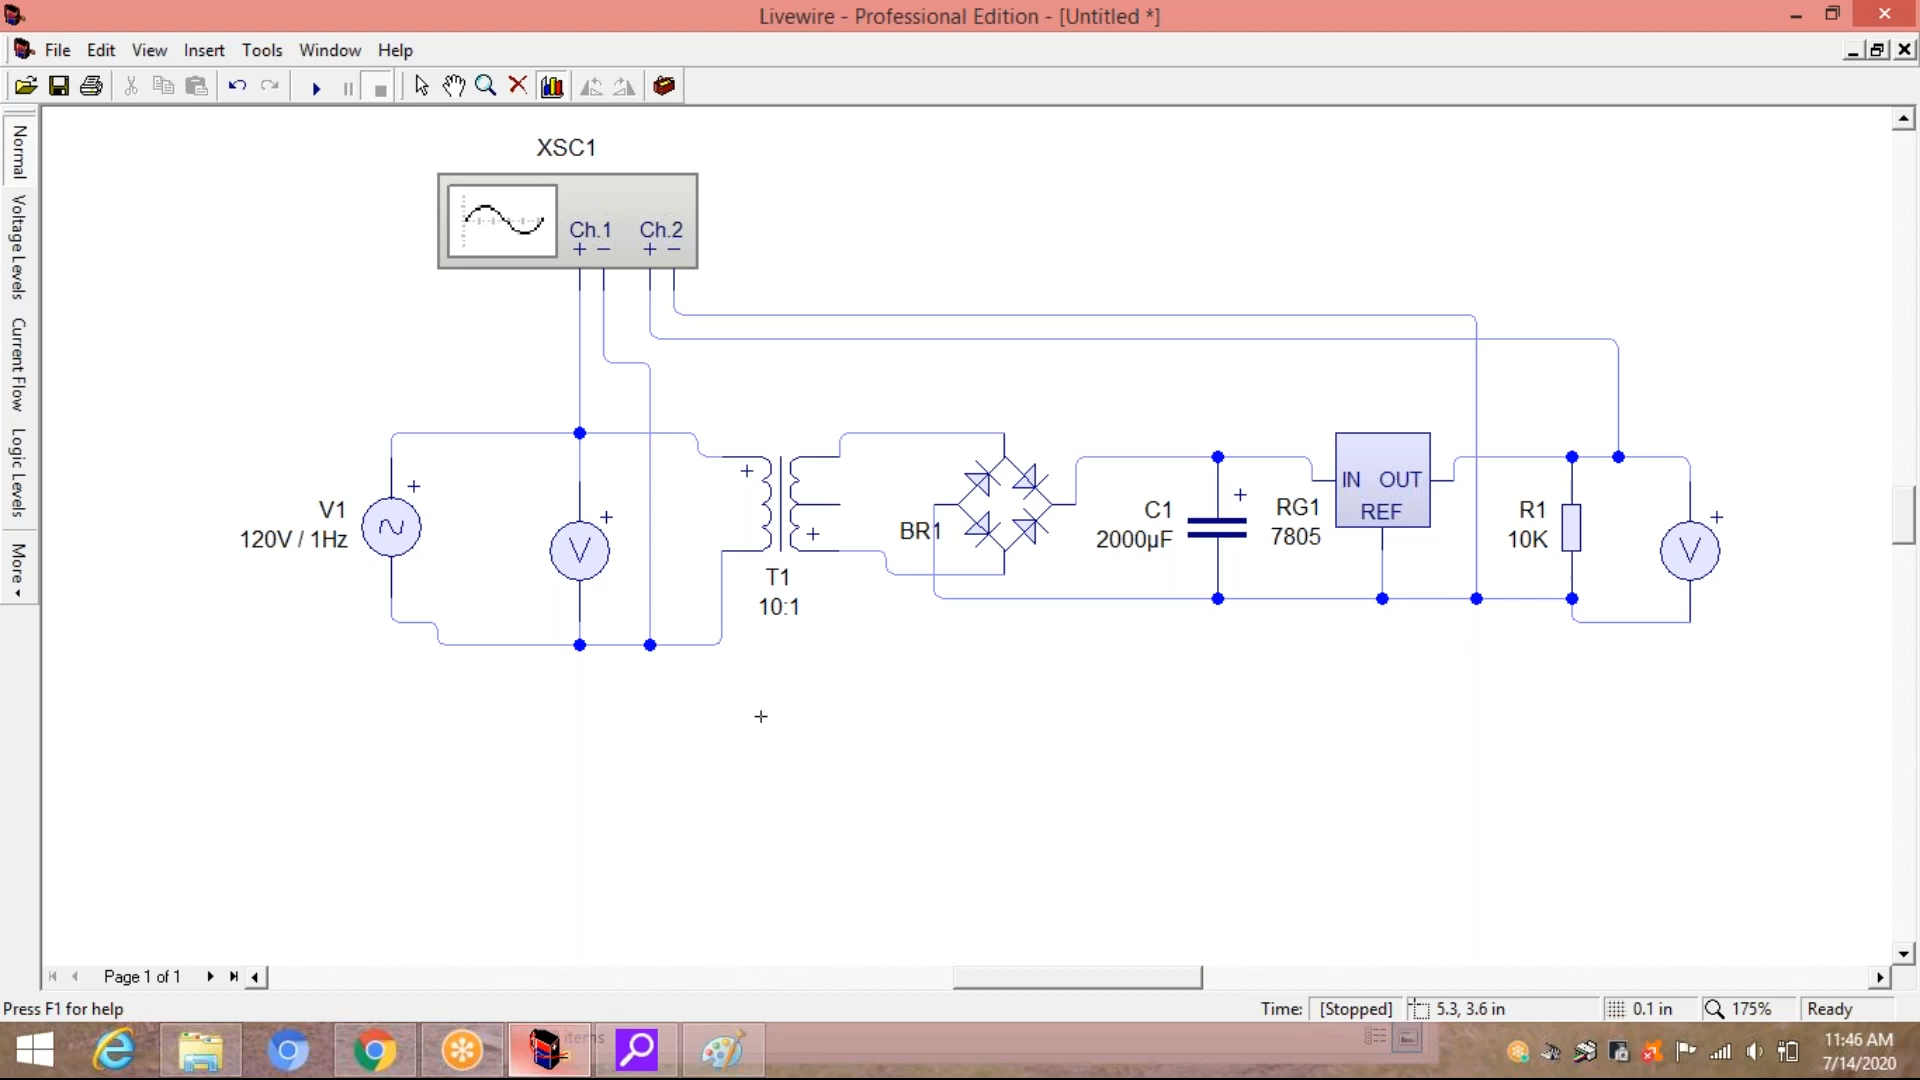 Livewire - Professional Edition - [Untitled *]
File Edit View Insert Tools Window Help
Normal
Voltage Levels
Current Flow
Logic Levels
More
XSC1
Ch.1 Ch.2
+ − + −
V1
120V / 1Hz
+
V
+
+
+
T1
10:1
BR1
C1
2000µF
+
RG1
7805
IN OUT
REF
R1
10K
V
+
Page 1 of 1
Press F1 for help
Time: [Stopped] 5.3, 3.6 in 0.1 in 175% Ready
items
11:46 AM
7/14/2020